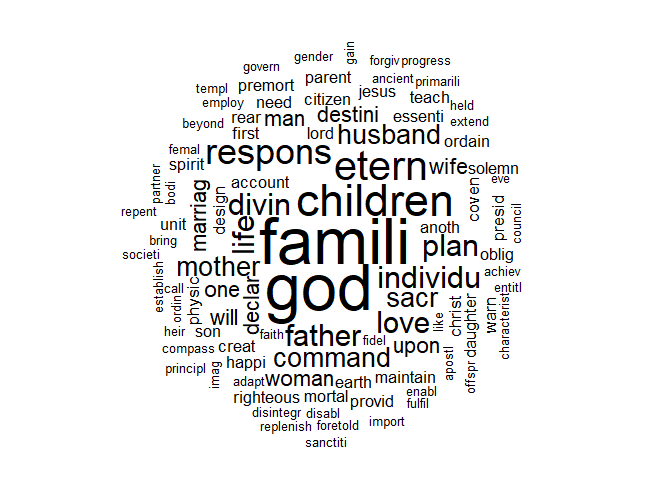 gain
gender
forgiv progress
govern
parent
ancient primarili
templ premort
jesus
employ need citizen
teach held
rear man destini essenti extend
beyond first
lord husband ordain
femal respons
etern wife solemn
spirit
partner bodi
account
children
coven eve
presid council
marriag design life divin
repent
unit
famili
anoth
plan oblig
bring
societi
mother
individu achiev
establish call ordin physic one declar god sacr
entitl
will love like christ daughter warn characterist
heir son
faith father fidel upon
apostl offspr
compass creat
command
principl imag happi
adapt woman earth maintain
enabl
righteous mortal provid fulfil
disintegr disabl
replenish foretold import
sanctiti